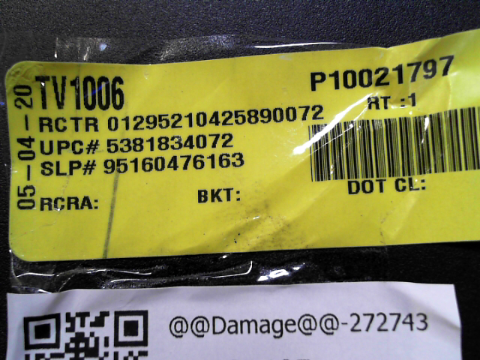 05-04-20
TV1006 P10021797
RCTR 01295210425890072 RT :1
UPC# 5381834072
SLP# 95160476163
RCRA: BKT: DOT CL:
@@Damage@@-272743